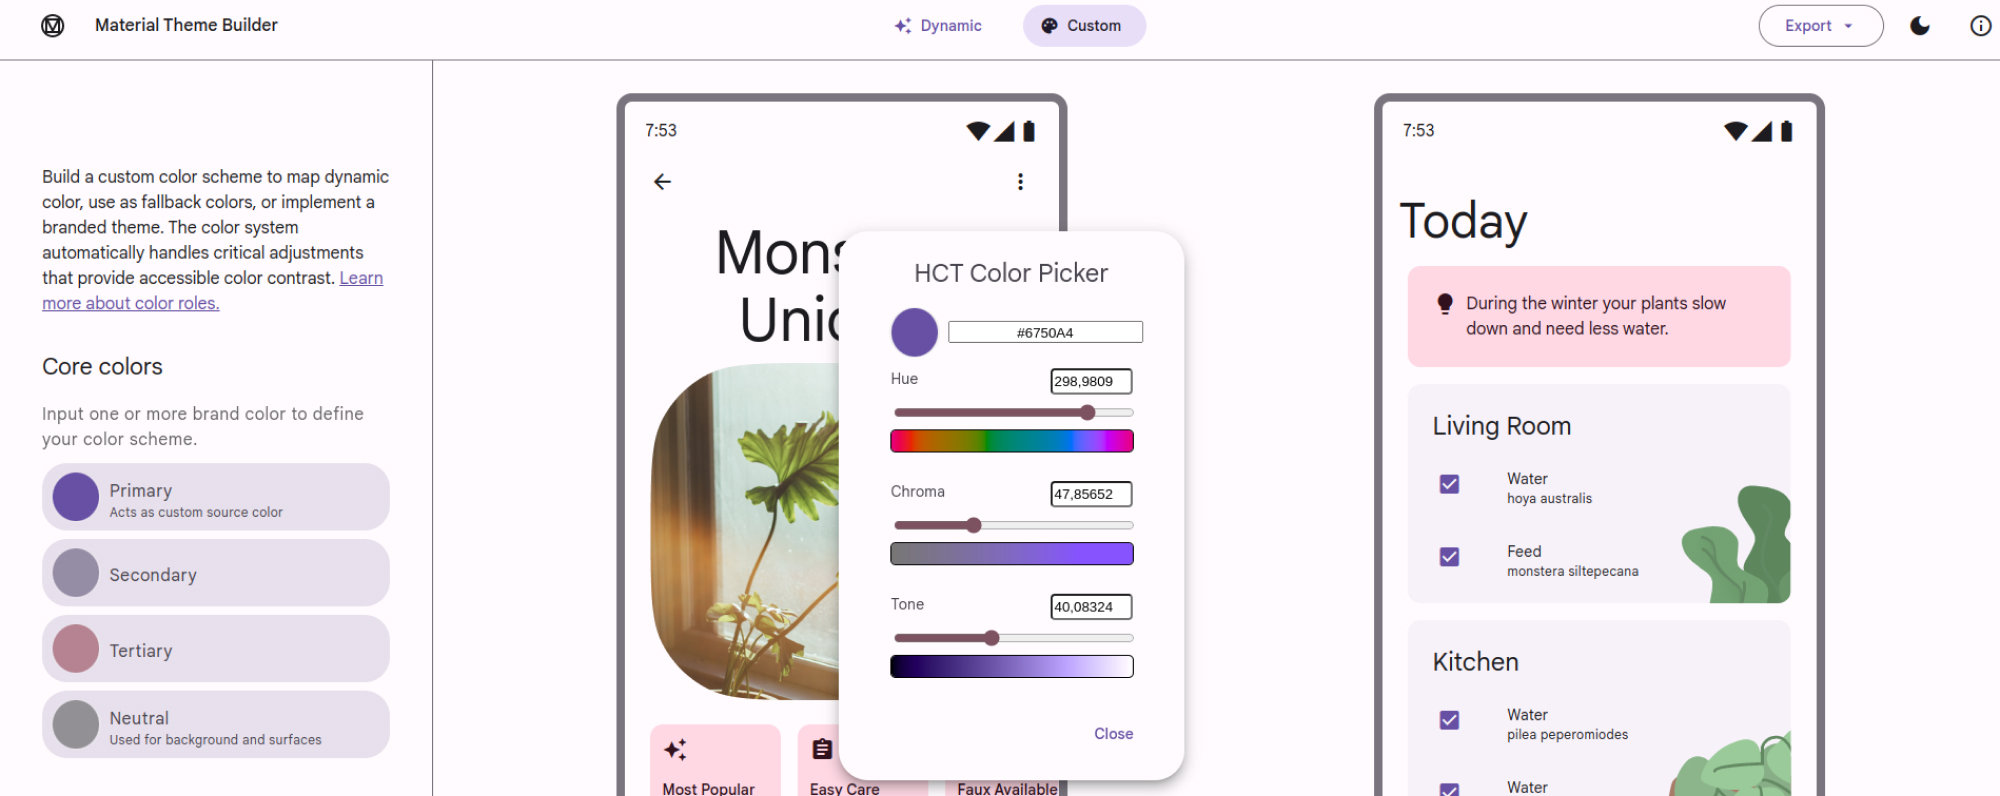 Material Theme Builder
Dynamic
Custom
Export
Build a custom color scheme to map dynamic
color, use as fallback colors, or implement a
branded theme. The color system
automatically handles critical adjustments
that provide accessible color contrast. Learn
more about color roles.
Core colors
Input one or more brand color to define
your color scheme.
Primary
Acts as custom source color
Secondary
Tertiary
Neutral
Used for background and surfaces
7:53
Mons
Unic
Most Popular
Easy Care
Faux Available
HCT Color Picker
#6750A4
Hue
298,9809
Chroma
47,85652
Tone
40,08324
Close
7:53
Today
During the winter your plants slow
down and need less water.
Living Room
Water
hoya australis
Feed
monstera siltepecana
Kitchen
Water
pilea peperomiodes
Water